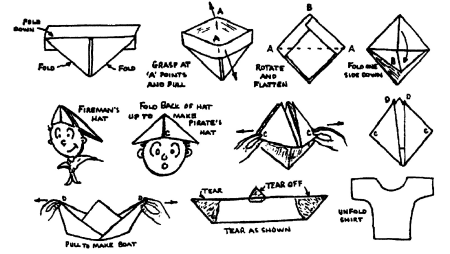 FOLD
DOWN
FOLD
FOLD
A
A
GRASP AT
'A' POINTS
AND PULL
B
A
A
ROTATE
AND
FLATTEN
B
FOLD ONE
SIDE DOWN
FIREMAN'S
HAT
FOLD BACK OF HAT
UP TO MAKE
PIRATE'S
HAT
C
C
C
D
D
C
C
D
D
PULL TO MAKE BOAT
TEAR
TEAR OFF
TEAR AS SHOWN
UNFOLD
SHIRT